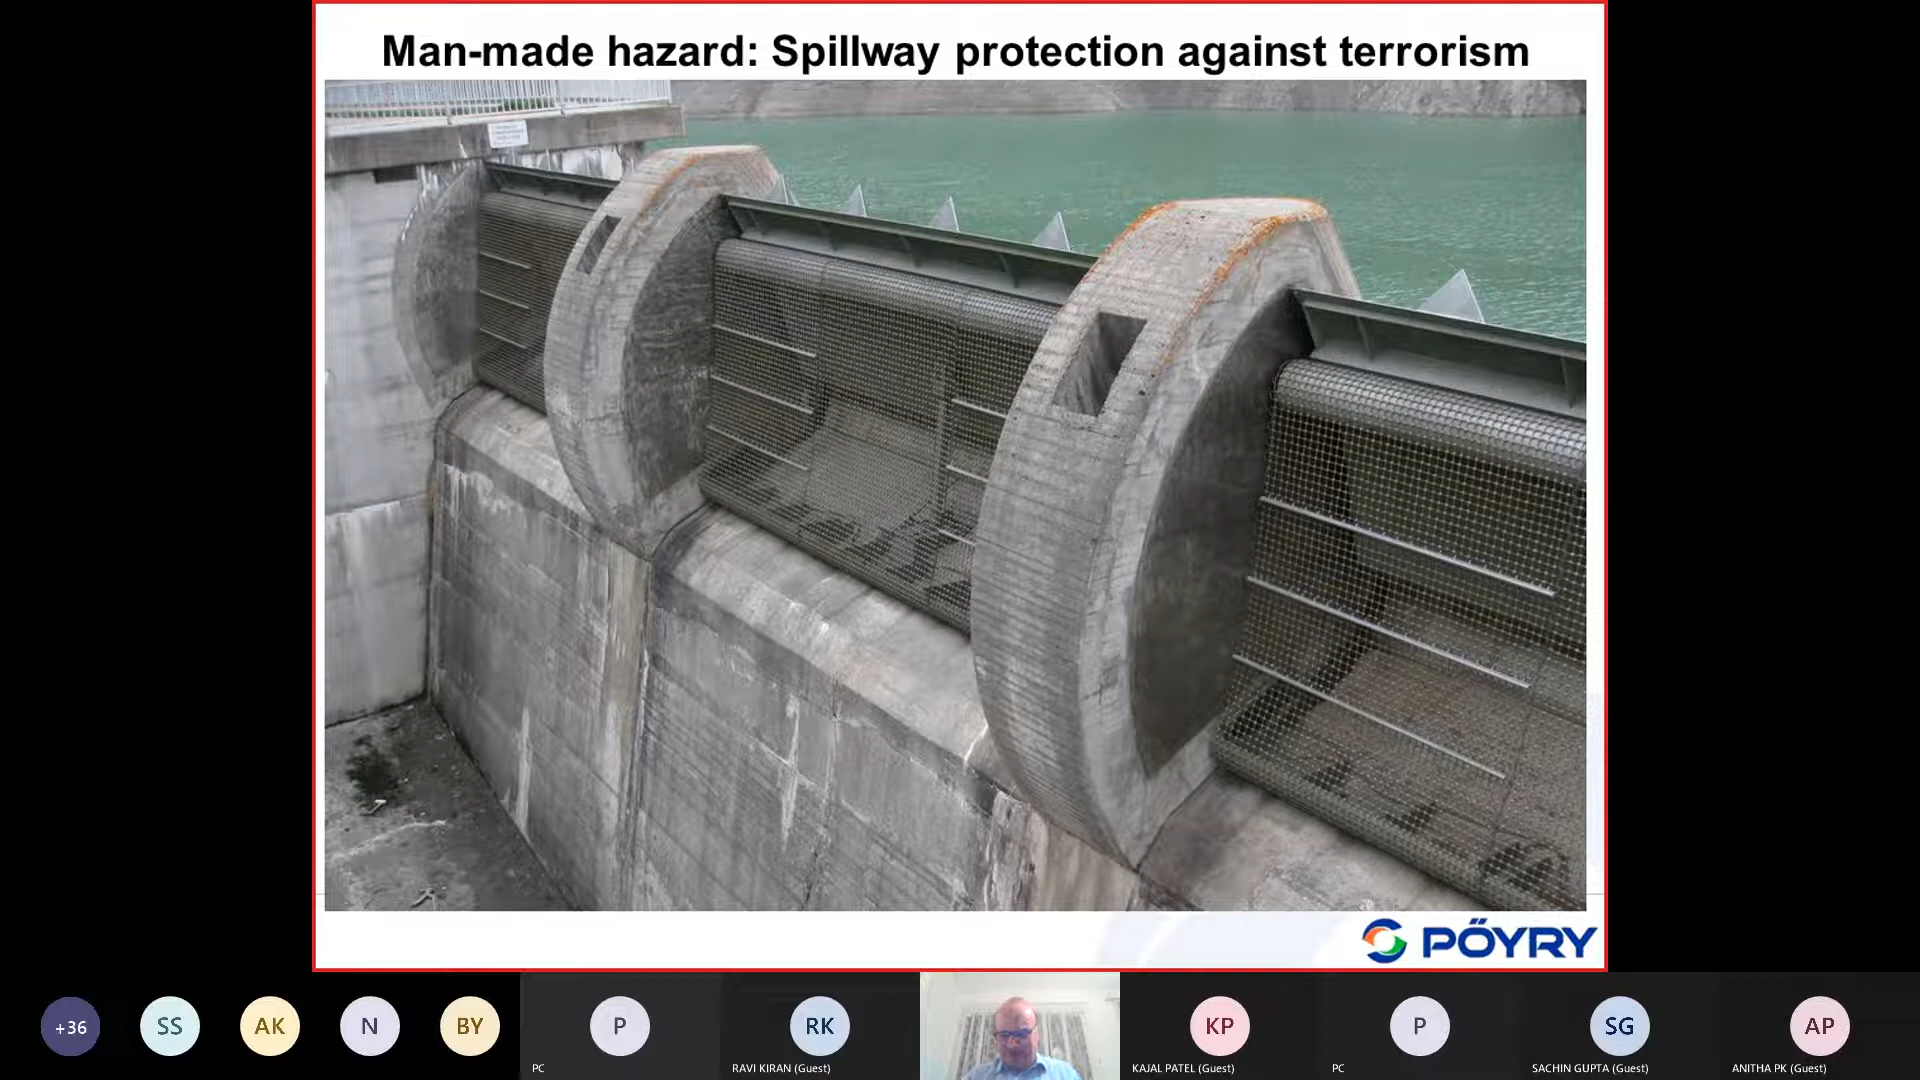 Man-made hazard: Spillway protection against terrorism
PÖYRY
+36
SS
AK
N
BY
P
PC
RK
RAVI KIRAN (Guest)
KP
KAJAL PATEL (Guest)
P
PC
SG
SACHIN GUPTA (Guest)
AP
ANITHA PK (Guest)